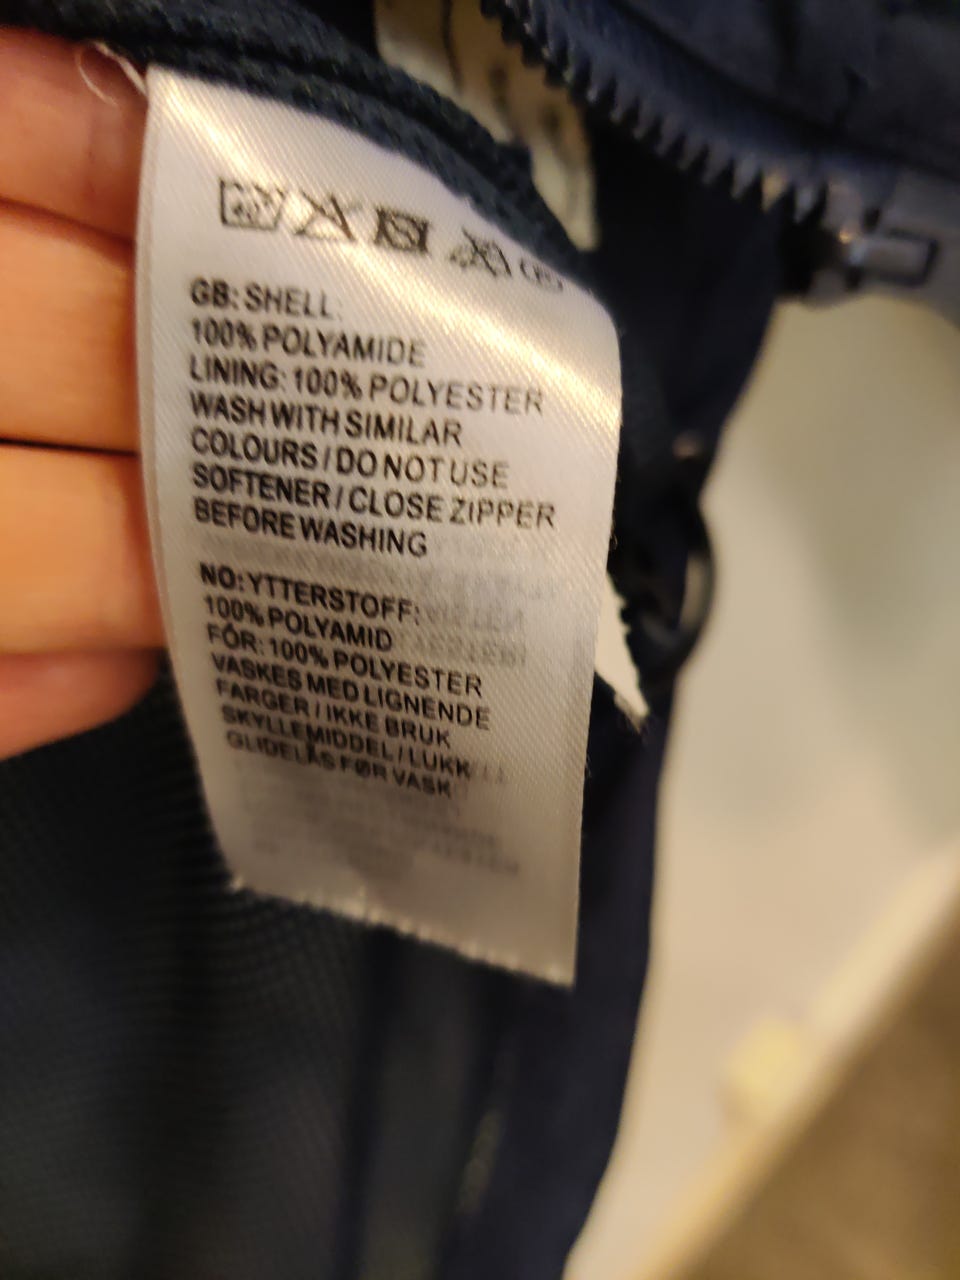 GB: SHELL:
100% POLYAMIDE
LINING: 100% POLYESTER
WASH WITH SIMILAR
COLOURS / DO NOT USE
SOFTENER / CLOSE ZIPPER
BEFORE WASHING
NO: YTTERSTOFF:
100% POLYAMID
FÓR: 100% POLYESTER
VASKES MED LIGNENDE
FARGER / IKKE BRUK
SKYLLEMIDDEL / LUKK
GLIDELÅS FØR VASK